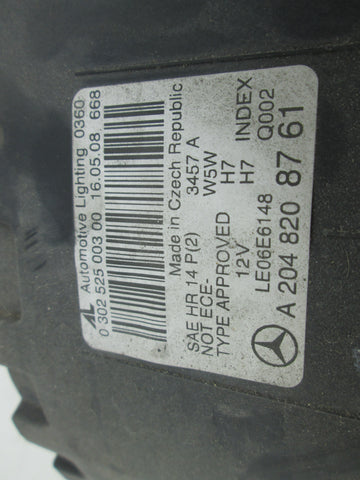 AL Automotive Lighting 0360
0 302 525 003 00 16.05.08 668
Made in Czech Republic
SAE HR 14 P(2) 3457 A
NOT ECE- W5W
TYPE APPROVED H7
12V H7 INDEX
LE06E6148 Q002
A 204 820 87 61